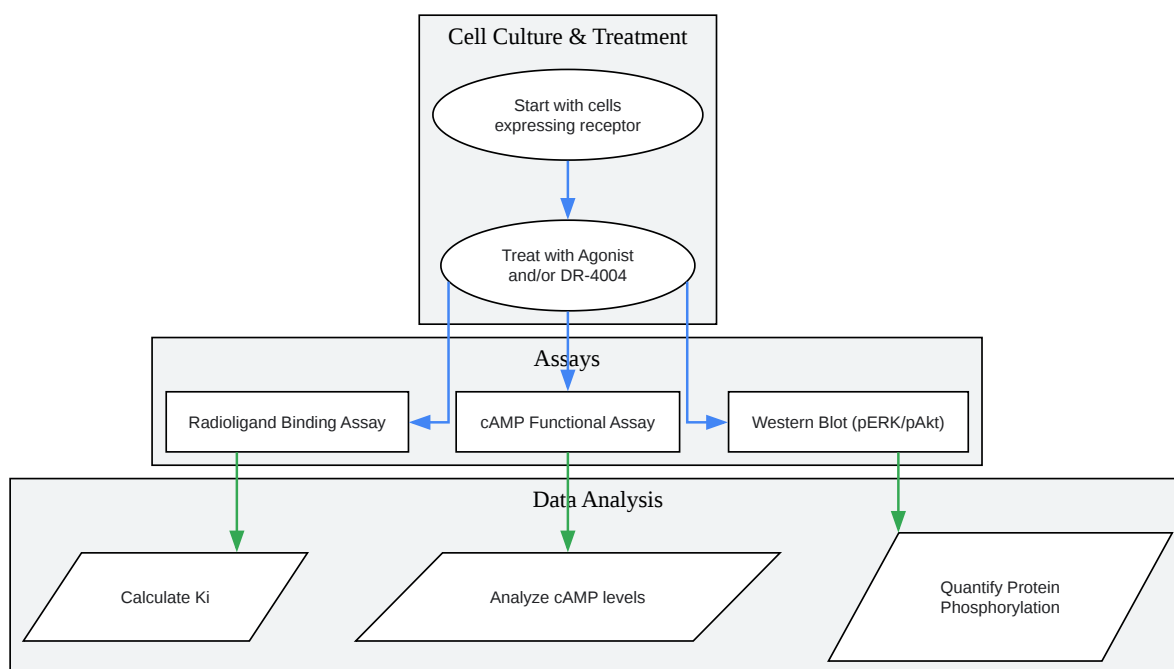 Cell Culture & Treatment
Start with cells
expressing receptor
Treat with Agonist
and/or DR-4004
Assays
Radioligand Binding Assay
cAMP Functional Assay
Western Blot (pERK/pAkt)
Data Analysis
Calculate Ki
Analyze cAMP levels
Quantify Protein
Phosphorylation